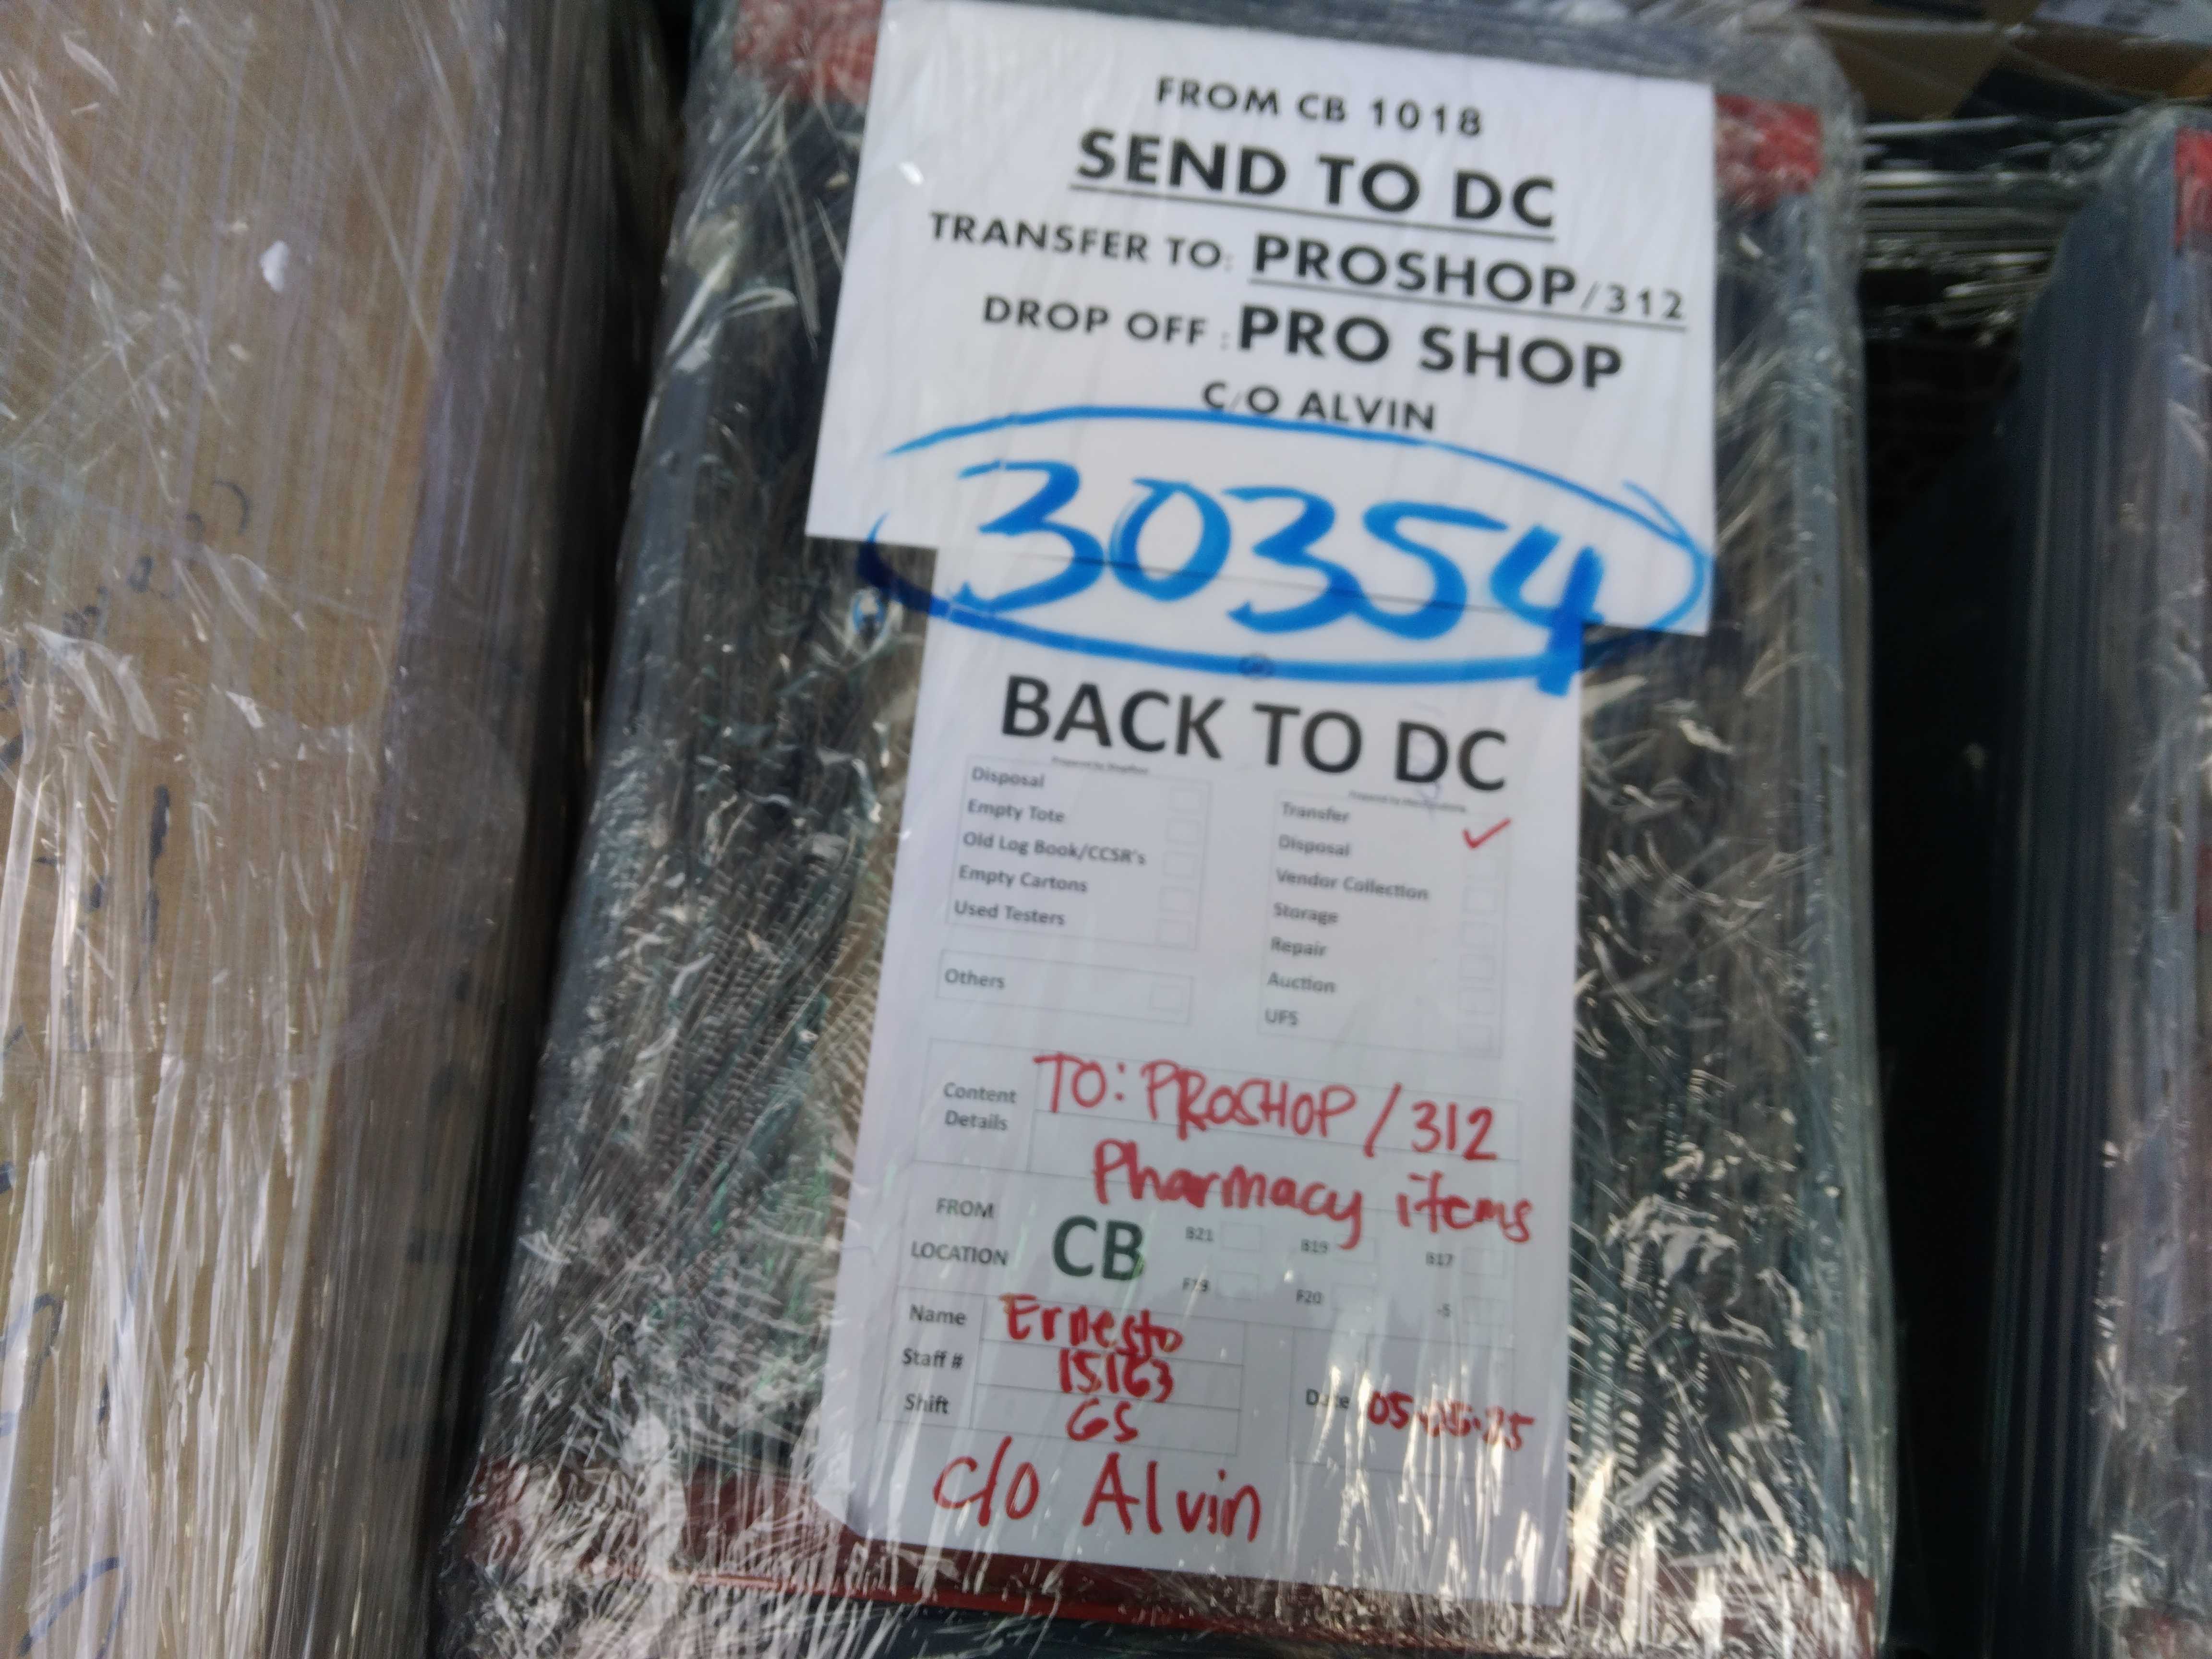 FROM CB 1018
SEND TO DC
TRANSFER TO: PROSHOP/312
DROP OFF : PRO SHOP
C/O ALVIN
30354
BACK TO DC
Disposal
Empty Tote
Old Log Book/CCSR's
Empty Cartons
Used Testers
Others
Transfer ✓
Disposal
Vendor Collection
Storage
Repair
Auction
UFS
Content Details
TO: PROSHOP / 312
Pharmacy items
FROM LOCATION
CB
B21 B19 B17
F19 F20 -5
Name Ernesto
Staff # 15163
Shift GS
Date
c/o Alvin